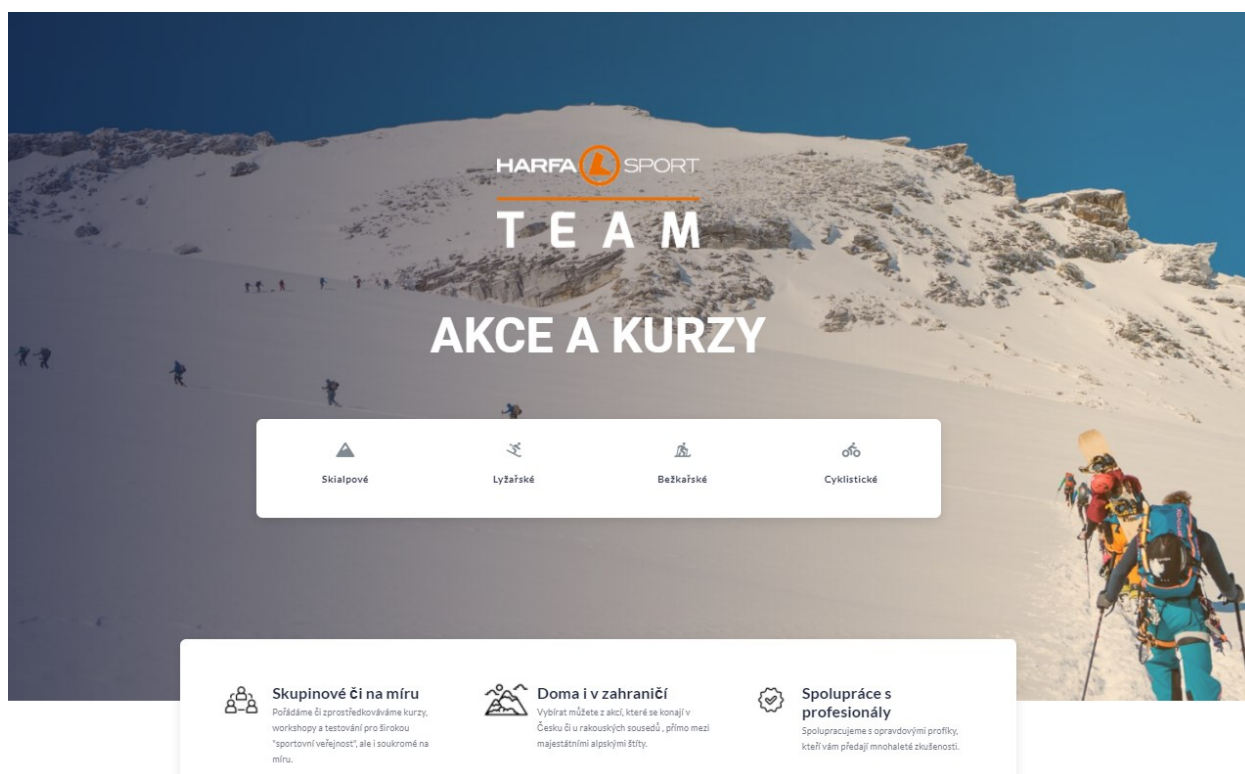 HARFA SPORT
TEAM
AKCE A KURZY
Skialpové
Lyžařské
Bežkařské
Cyklistické
Skupinové či na míru
Pořádáme či zprostředkováváme kurzy,
workshopy a testování pro širokou
"sportovní veřejnost", ale i soukromé na
míru.
Doma i v zahraničí
Vybírat můžete z akcí, které se konají v
Česku či u rakouských sousedů , přímo mezi
majestátními alpskými štíty.
Spolupráce s
profesionály
Spolupracujeme s opravdovými profíky,
kteří vám předají mnohaleté zkušenosti.